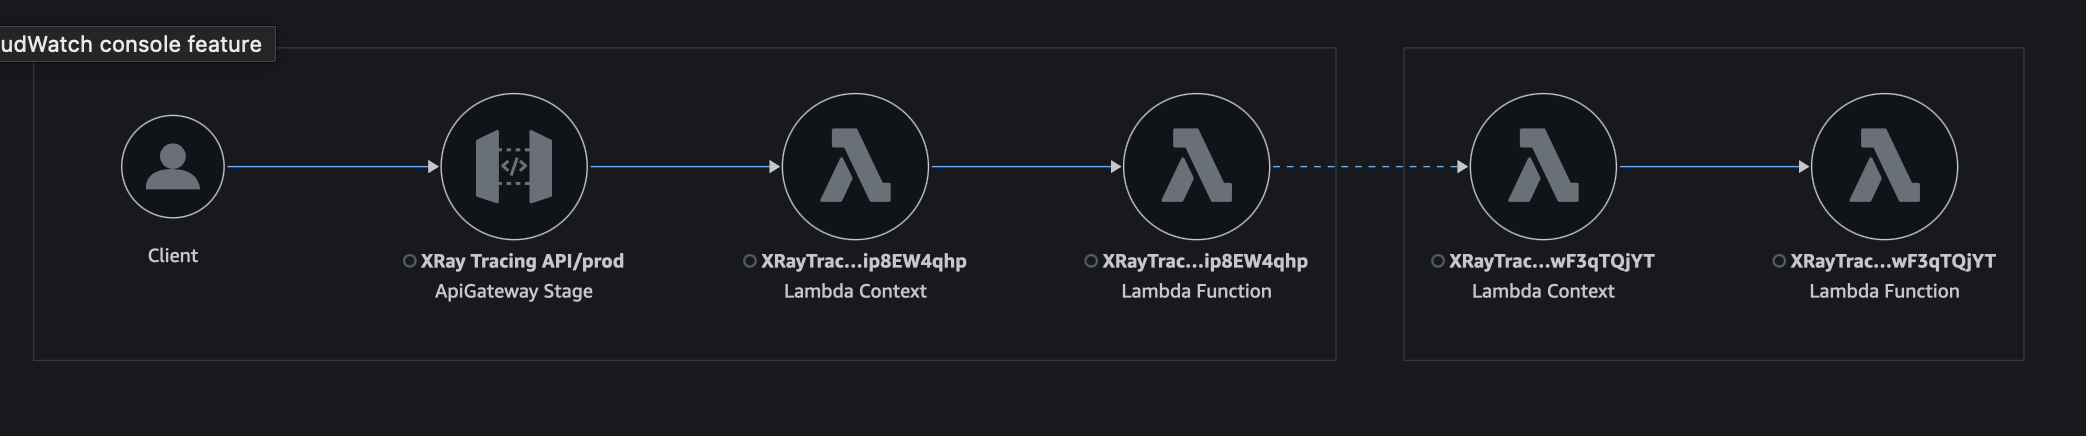 udWatch console feature
</>
Client
XRay Tracing API/prod
ApiGateway Stage
XRayTrac...ip8EW4qhp
Lambda Context
XRayTrac...ip8EW4qhp
Lambda Function
XRayTrac...wF3qTQjYT
Lambda Context
XRayTrac...wF3qTQjYT
Lambda Function